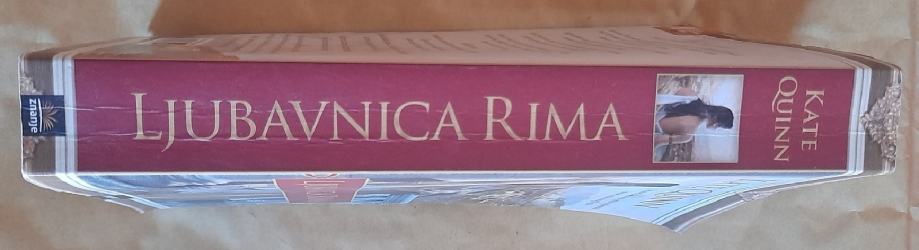 KATE
QUINN
LJUBAVNICA RIMA
znanje